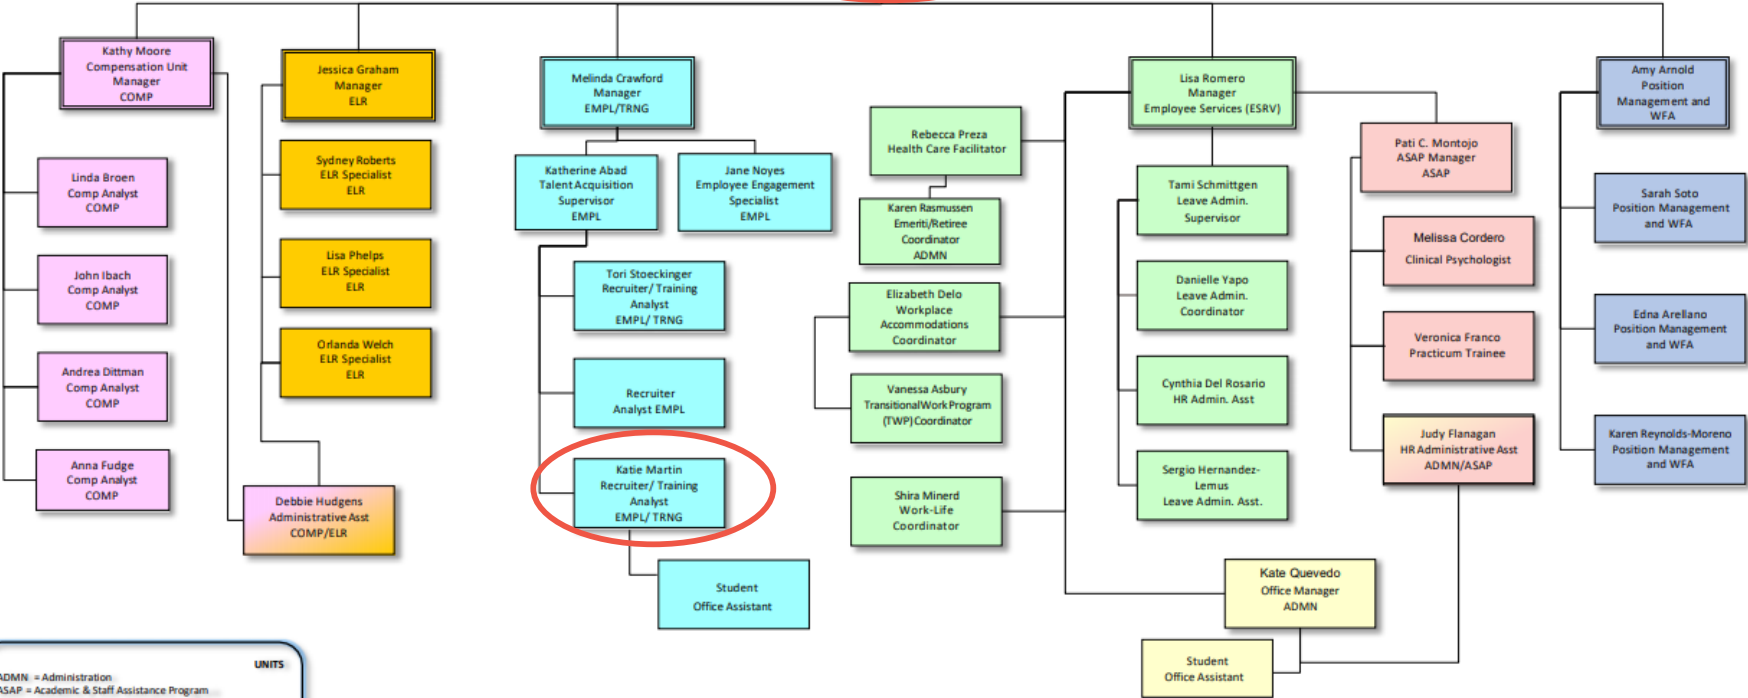 Kathy Moore
Compensation Unit
Manager
COMP
Linda Broen
Comp Analyst
COMP
John Ibach
Comp Analyst
COMP
Andrea Dittman
Comp Analyst
COMP
Anna Fudge
Comp Analyst
COMP
Jessica Graham
Manager
ELR
Sydney Roberts
ELR Specialist
ELR
Lisa Phelps
ELR Specialist
ELR
Orlanda Welch
ELR Specialist
ELR
Debbie Hudgens
Administrative Asst
COMP/ELR
Melinda Crawford
Manager
EMPL/TRNG
Katherine Abad
Talent Acquisition
Supervisor
EMPL
Jane Noyes
Employee Engagement
Specialist
EMPL
Tori Stoeckinger
Recruiter/ Training
Analyst
EMPL/ TRNG
Recruiter
Analyst EMPL
Katie Martin
Recruiter/ Training
Analyst
EMPL/ TRNG
Student
Office Assistant
Lisa Romero
Manager
Employee Services (ESRV)
Rebecca Preza
Health Care Facilitator
Karen Rasmussen
Emeriti/Retiree
Coordinator
ADMN
Elizabeth Delo
Workplace
Accommodations
Coordinator
Vanessa Asbury
TransitionalWork Program
(TWP)Coordinator
Shira Minerd
Work-Life
Coordinator
Tami Schmittgen
Leave Admin.
Supervisor
Danielle Yapo
Leave Admin.
Coordinator
Cynthia Del Rosario
HR Admin. Asst
Sergio Hernandez-
Lemus
Leave Admin. Asst.
Pati C. Montojo
ASAP Manager
ASAP
Melissa Cordero
Clinical Psychologist
Veronica Franco
Practicum Trainee
Judy Flanagan
HR Administrative Asst
ADMN/ASAP
Kate Quevedo
Office Manager
ADMN
Student
Office Assistant
Amy Arnold
Position
Management and
WFA
Sarah Soto
Position Management
and WFA
Edna Arellano
Position Management
and WFA
Karen Reynolds-Moreno
Position Management
and WFA
UNITS
ADMN = Administration
ASAP = Academic & Staff Assistance Program